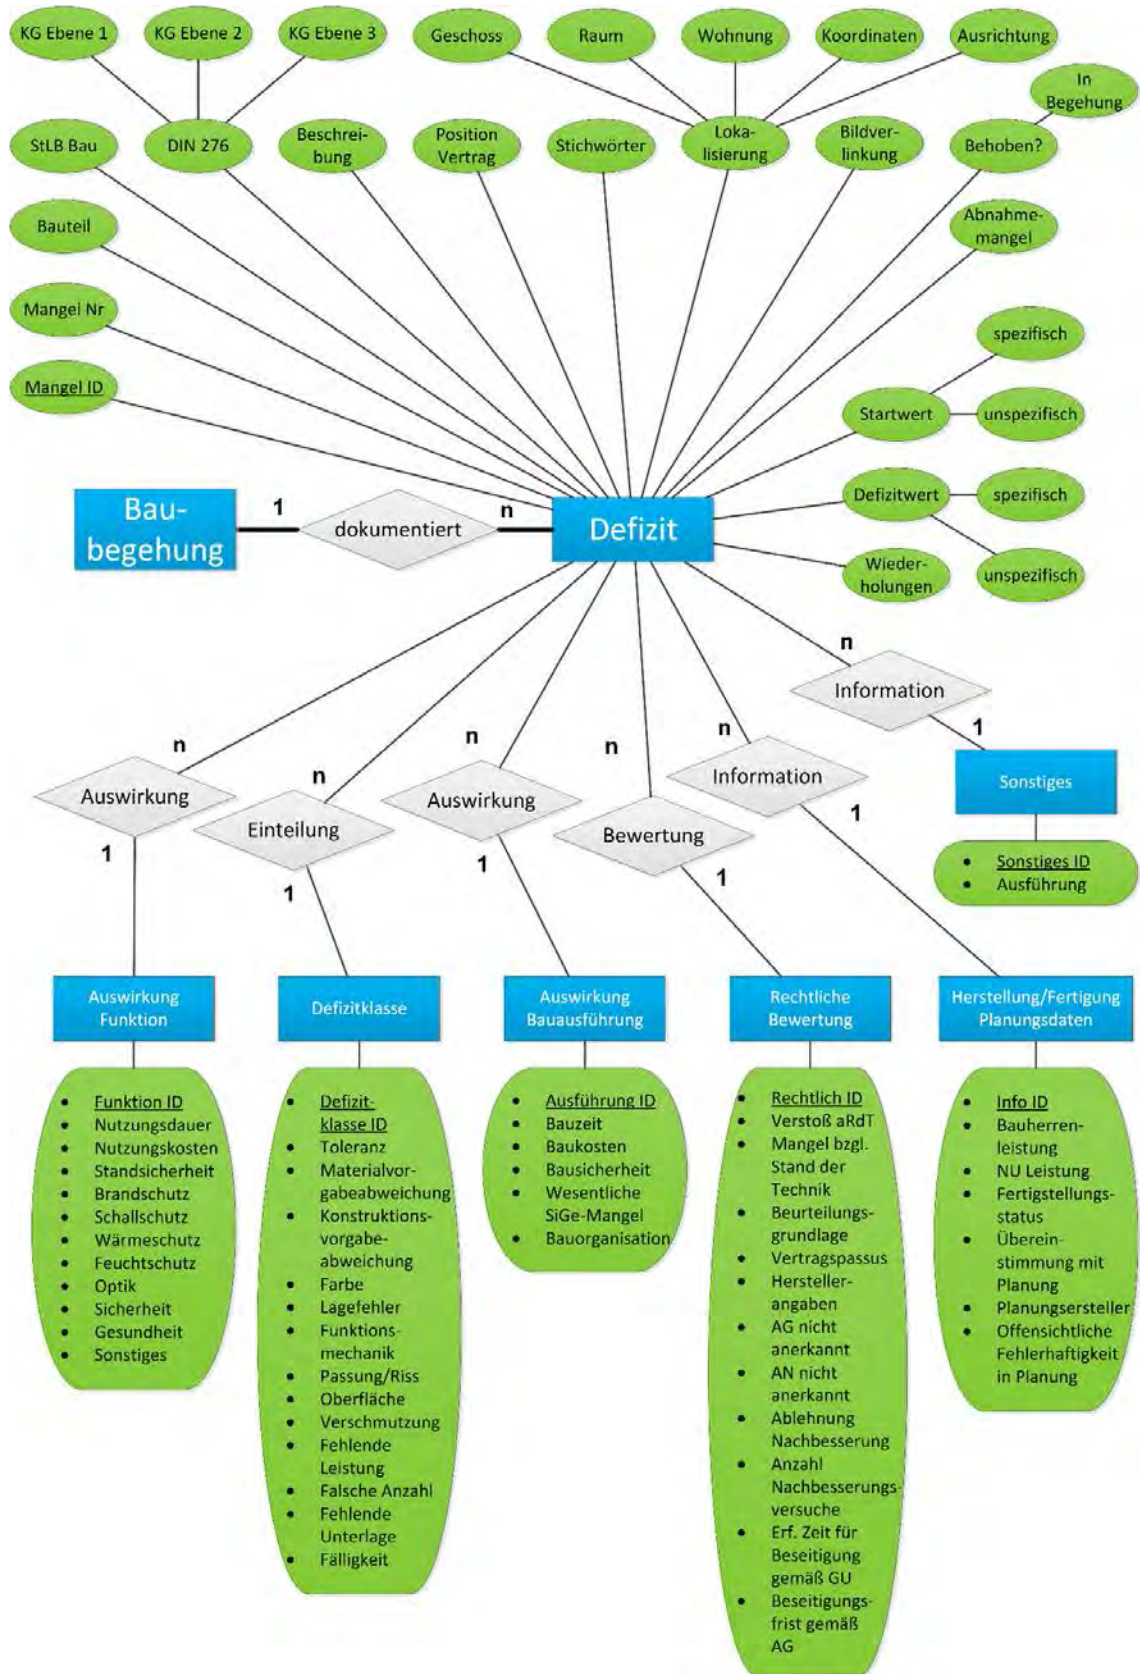 KG Ebene 1
KG Ebene 2
KG Ebene 3
Geschoss
Raum
Wohnung
Koordinaten
Ausrichtung
In
Begehung
StLB Bau
DIN 276
Beschrei-
bung
Position
Vertrag
Stichwörter
Loka-
lisierung
Bildver-
linkung
Behoben?
Bauteil
Abnahme-
mangel
Mangel Nr
spezifisch
Mangel ID
Startwert
unspezifisch
Bau-
begehung
1
dokumentiert
n
Defizit
Defizitwert
spezifisch
Wieder-
holungen
unspezifisch
n
Information
1
Sonstiges
• Sonstiges ID
• Ausführung
n
Auswirkung
1
n
Einteilung
1
n
Auswirkung
1
n
Bewertung
1
n
Information
1
Auswirkung
Funktion
• Funktion ID
• Nutzungsdauer
• Nutzungskosten
• Standsicherheit
• Brandschutz
• Schallschutz
• Wärmeschutz
• Feuchtschutz
• Optik
• Sicherheit
• Gesundheit
• Sonstiges
Defizitklasse
• Defizit-
klasse ID
• Toleranz
• Materialvor-
gabeabweichung
• Konstruktions-
vorgabe-
abweichung
• Farbe
• Lagefehler
• Funktions-
mechanik
• Passung/Riss
• Oberfläche
• Verschmutzung
• Fehlende
Leistung
• Falsche Anzahl
• Fehlende
Unterlage
• Fälligkeit
Auswirkung
Bauausführung
• Ausführung ID
• Bauzeit
• Baukosten
• Bausicherheit
• Wesentliche
SiGe-Mangel
• Bauorganisation
Rechtliche
Bewertung
• Rechtlich ID
• Verstoß aRdT
• Mangel bzgl.
Stand der
Technik
• Beurteilungs-
grundlage
• Vertragspassus
• Hersteller-
angaben
• AG nicht
anerkannt
• AN nicht
anerkannt
• Ablehnung
Nachbesserung
• Anzahl
Nachbesserungs-
versuche
• Erf. Zeit für
Beseitigung
gemäß GU
• Beseitigungs-
frist gemäß
AG
Herstellung/Fertigung
Planungsdaten
• Info ID
• Bauherren-
leistung
• NU Leistung
• Fertigstellungs-
status
• Überein-
stimmung mit
Planung
• Planungsersteller
• Offensichtliche
Fehlerhaftigkeit
in Planung